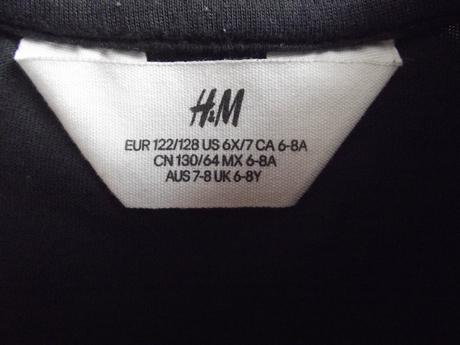 H&M
EUR 122/128 US 6X/7 CA 6-8A
CN 130/64 MX 6-8A
AUS 7-8 UK 6-8Y